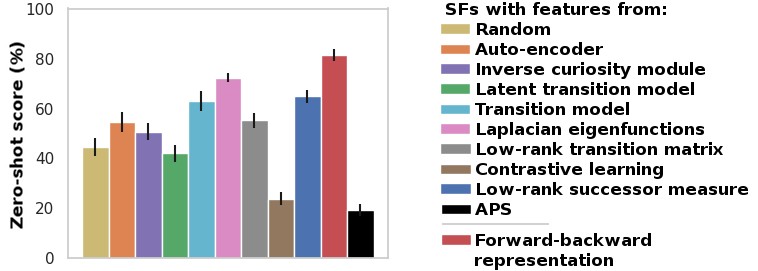 100
80
60
40
20
0
Zero-shot score (%)
SFs with features from:
Random
Auto-encoder
Inverse curiosity module
Latent transition model
Transition model
Laplacian eigenfunctions
Low-rank transition matrix
Contrastive learning
Low-rank successor measure
APS
Forward-backward
representation